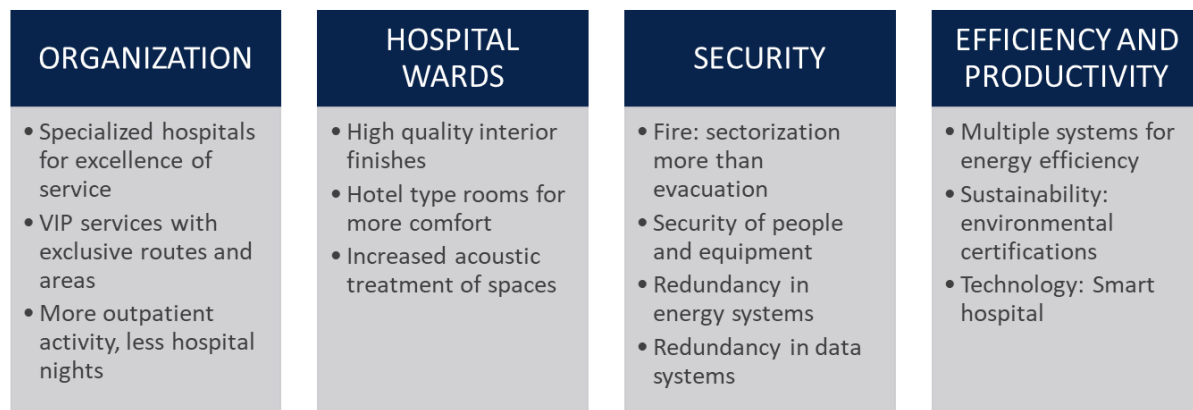 ORGANIZATION
• Specialized hospitals
for excellence of
service
• VIP services with
exclusive routes and
areas
• More outpatient
activity, less hospital
nights
HOSPITAL
WARDS
• High quality interior
finishes
• Hotel type rooms for
more comfort
• Increased acoustic
treatment of spaces
SECURITY
• Fire: sectorization
more than
evacuation
• Security of people
and equipment
• Redundancy in
energy systems
• Redundancy in data
systems
EFFICIENCY AND
PRODUCTIVITY
• Multiple systems for
energy efficiency
• Sustainability:
environmental
certifications
• Technology: Smart
hospital